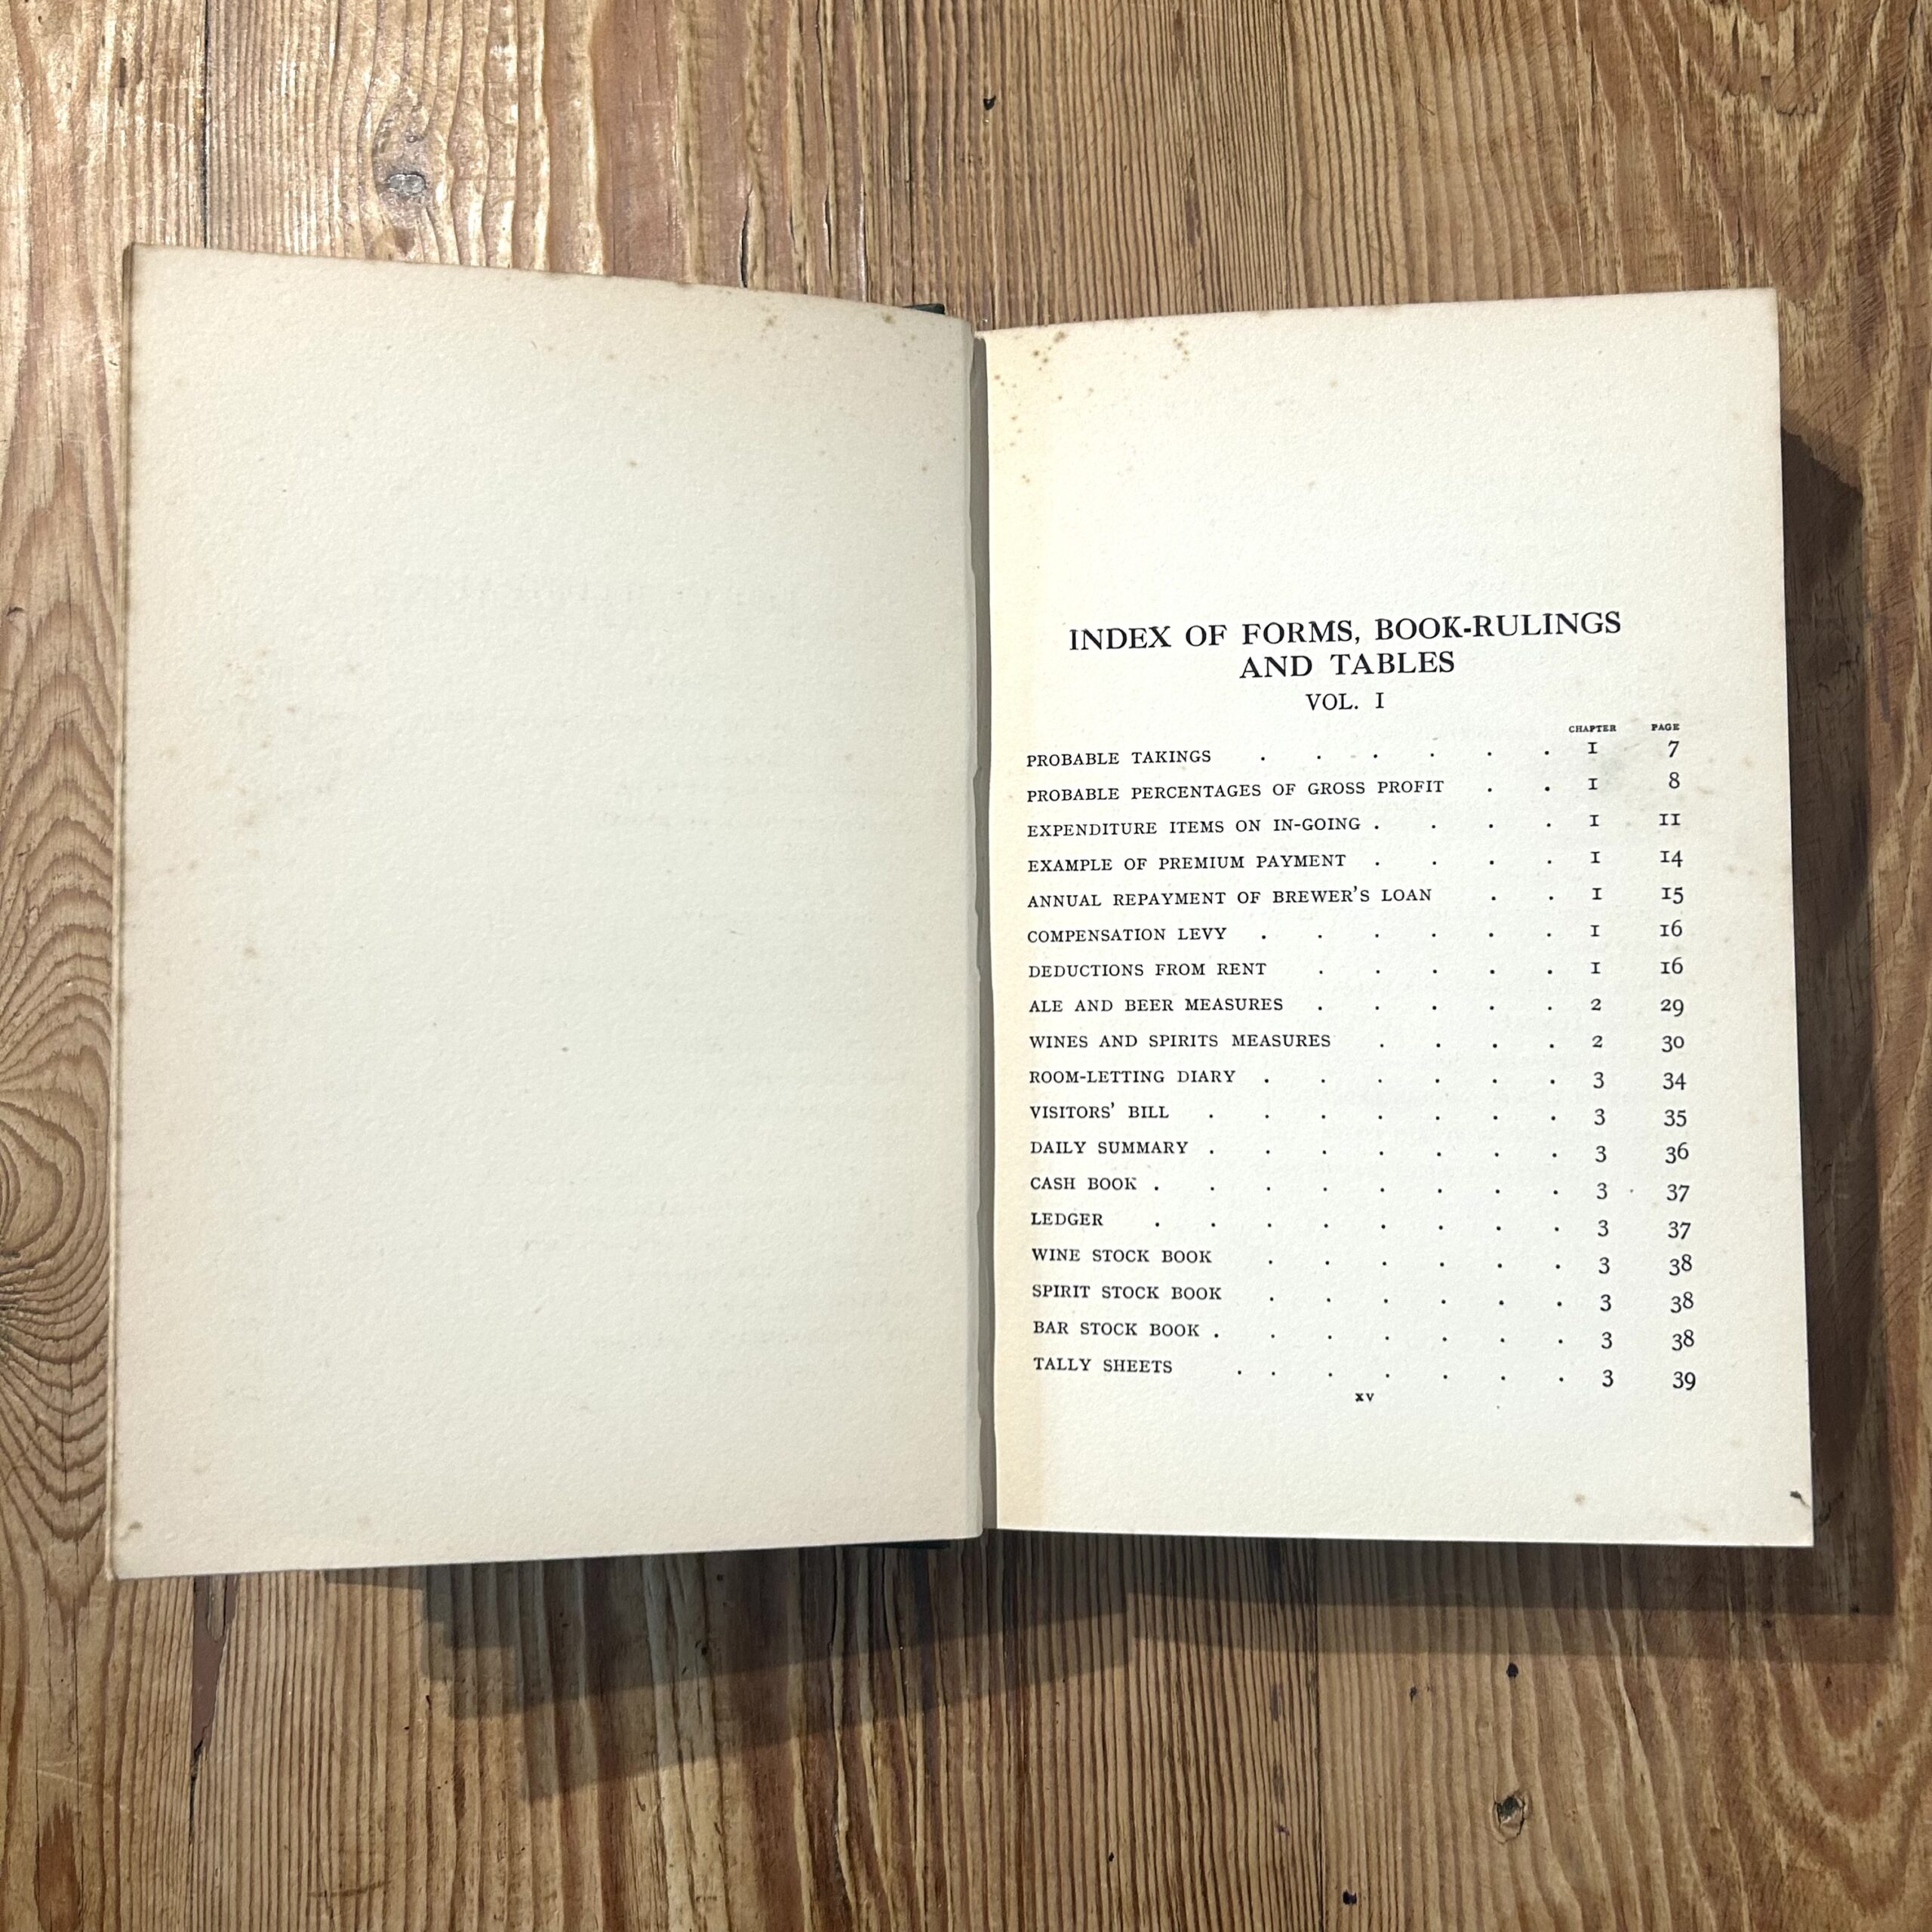 INDEX OF FORMS, BOOK-RULINGS
AND TABLES
VOL. I
CHAPTER PAGE
PROBABLE TAKINGS . . . . . . I 7
PROBABLE PERCENTAGES OF GROSS PROFIT . . I 8
EXPENDITURE ITEMS ON IN-GOING . . . . I II
EXAMPLE OF PREMIUM PAYMENT . . . . I 14
ANNUAL REPAYMENT OF BREWER'S LOAN . . I 15
COMPENSATION LEVY . . . . . . I 16
DEDUCTIONS FROM RENT . . . . . I 16
ALE AND BEER MEASURES . . . . . 2 29
WINES AND SPIRITS MEASURES . . . . 2 30
ROOM-LETTING DIARY . . . . . . 3 34
VISITORS' BILL . . . . . . . 3 35
DAILY SUMMARY . . . . . . . 3 36
CASH BOOK . . . . . . . . 3 37
LEDGER . . . . . . . . 3 37
WINE STOCK BOOK . . . . . . 3 38
SPIRIT STOCK BOOK . . . . . . 3 38
BAR STOCK BOOK . . . . . . . 3 38
TALLY SHEETS . . . . . . . 3 39
xv